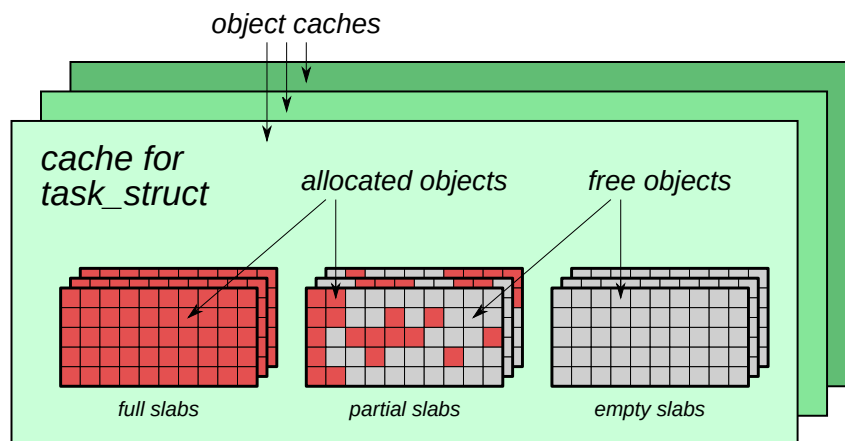 object caches
cache for
task_struct
allocated objects
free objects
full slabs
partial slabs
empty slabs